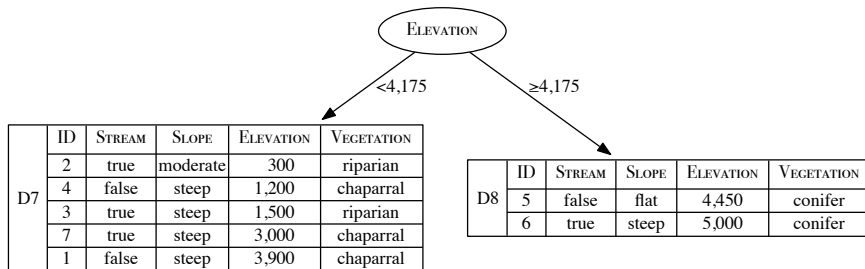 ELEVATION
<4,175
≥4,175
D7
ID STREAM SLOPE ELEVATION VEGETATION
2 true moderate 300 riparian
4 false steep 1,200 chaparral
3 true steep 1,500 riparian
7 true steep 3,000 chaparral
1 false steep 3,900 chaparral
D8
ID STREAM SLOPE ELEVATION VEGETATION
5 false flat 4,450 conifer
6 true steep 5,000 conifer